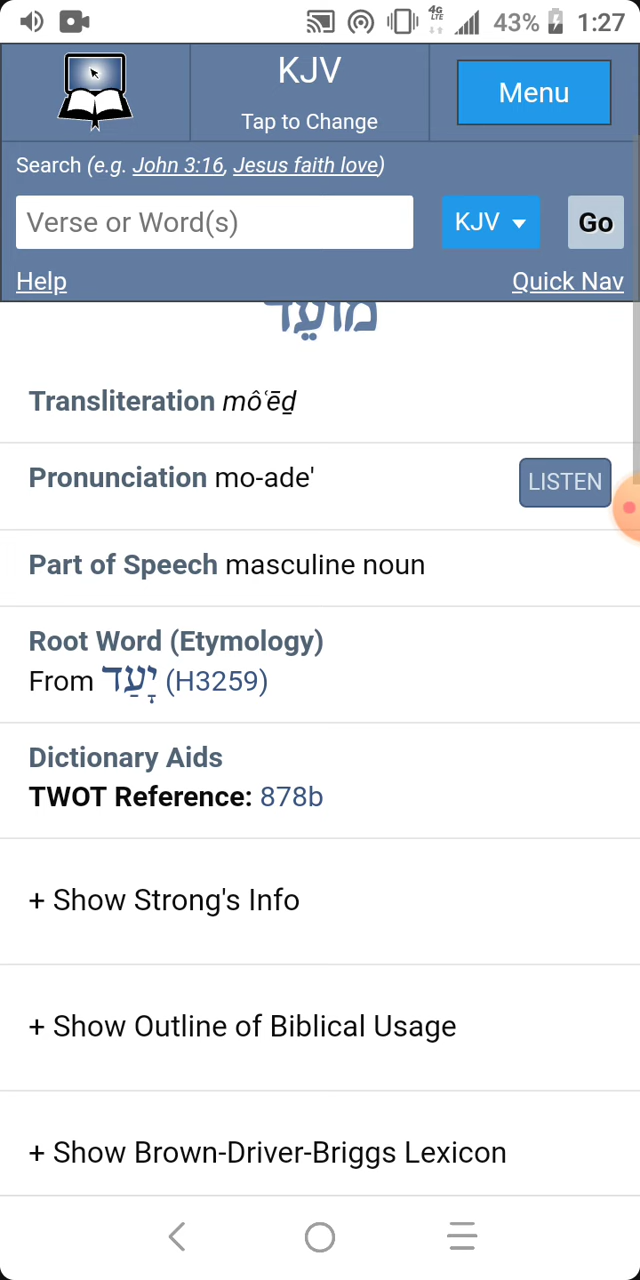 4G
LTE
43% 1:27
KJV
Tap to Change
Menu
Search (e.g. John 3:16, Jesus faith love)
Verse or Word(s)
KJV
Go
Help
Quick Nav
מוֹעֵד
Transliteration môʿēḏ
Pronunciation mo-ade'
LISTEN
Part of Speech masculine noun
Root Word (Etymology)
From יָעַד (H3259)
Dictionary Aids
TWOT Reference: 878b
+ Show Strong's Info
+ Show Outline of Biblical Usage
+ Show Brown-Driver-Briggs Lexicon